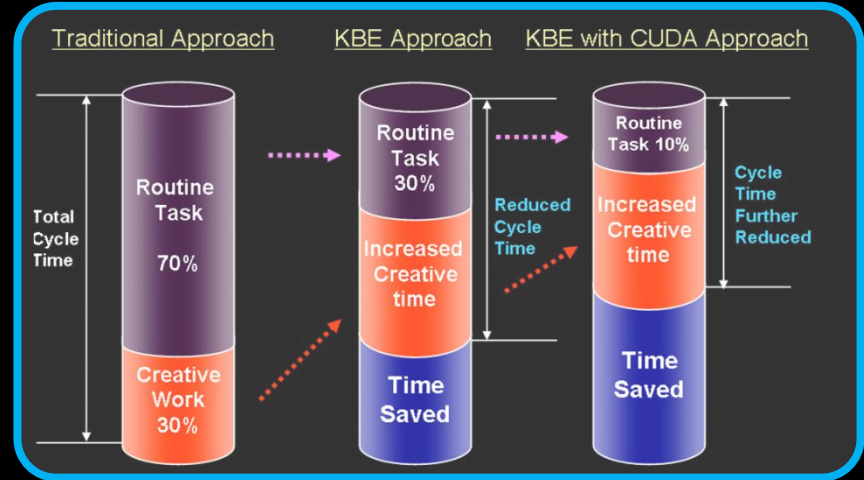 Traditional Approach
KBE Approach
KBE with CUDA Approach
Total
Cycle
Time
Routine
Task
70%
Creative
Work
30%
Routine
Task
30%
Increased
Creative
time
Time
Saved
Reduced
Cycle
Time
Routine
Task 10%
Increased
Creative
time
Time
Saved
Cycle
Time
Further
Reduced